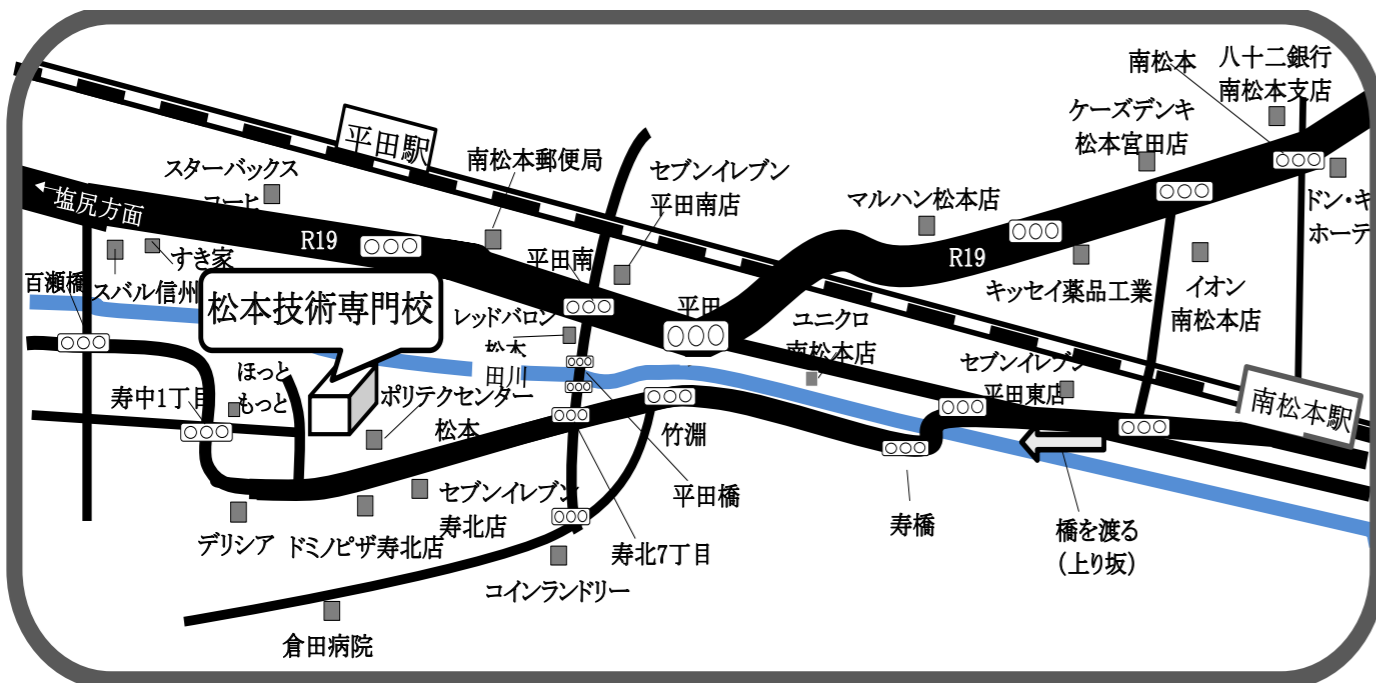 南松本
八十二銀行
南松本支店
ケーズデンキ
松本宮田店
平田駅
スターバックス
コーヒ
南松本郵便局
セブンイレブン
平田南店
マルハン松本店
ドン・キ
ホーテ
塩尻方面
R19
R19
すき家
スバル信州
百瀬橋
平田南
平田
キッセイ薬品工業
イオン
南松本店
松本技術専門校
レッドバロン
松本
田川
ユニクロ
南松本店
セブンイレブン
平田東店
南松本駅
ほっと
もっと
寿中1丁目
ポリテクセンター
松本
竹淵
平田橋
セブンイレブン
寿北店
寿橋
橋を渡る
(上り坂)
デリシア
ドミノピザ寿北店
寿北7丁目
コインランドリー
倉田病院